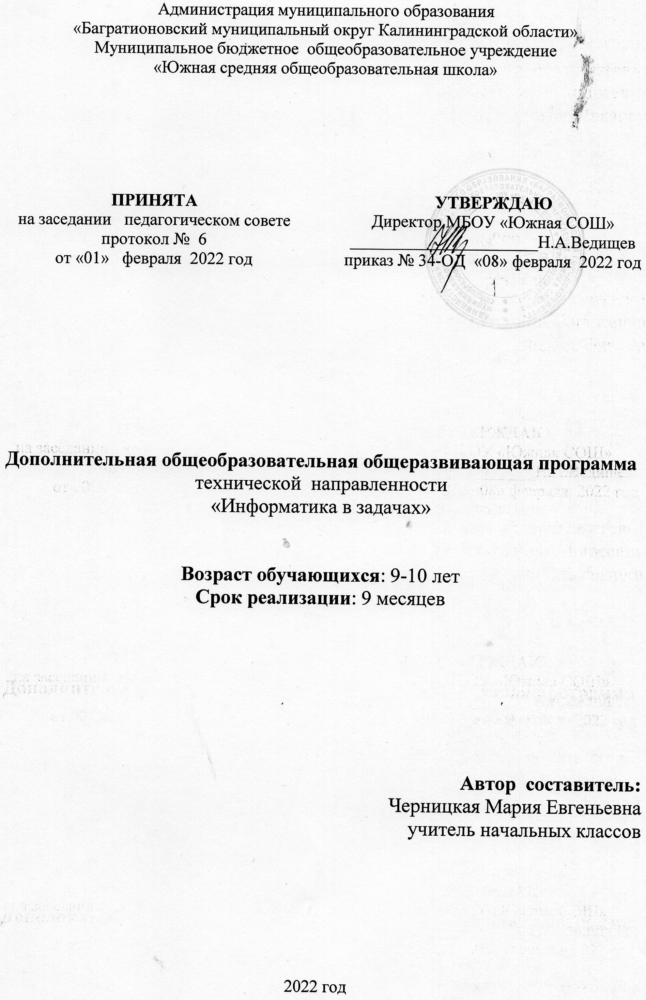 Администрация муниципального образования
«Багратионовский муниципальный округ Калининградской области»
Муниципальное бюджетное общеобразовательное учреждение
«Южная средняя общеобразовательная школа»
ПРИНЯТА
на заседании педагогическом совете
протокол № 6
от «01» февраля 2022 год
УТВЕРЖДАЮ
Директор МБОУ «Южная СОШ»
Н.А.Ведищев
приказ № 34-ОД «08» февраля 2022 год
Дополнительная общеобразовательная общеразвивающая программа
технической направленности
«Информатика в задачах»
Возраст обучающихся: 9-10 лет
Срок реализации: 9 месяцев
Автор составитель:
Черницкая Мария Евгеньевна
учитель начальных классов
2022 год